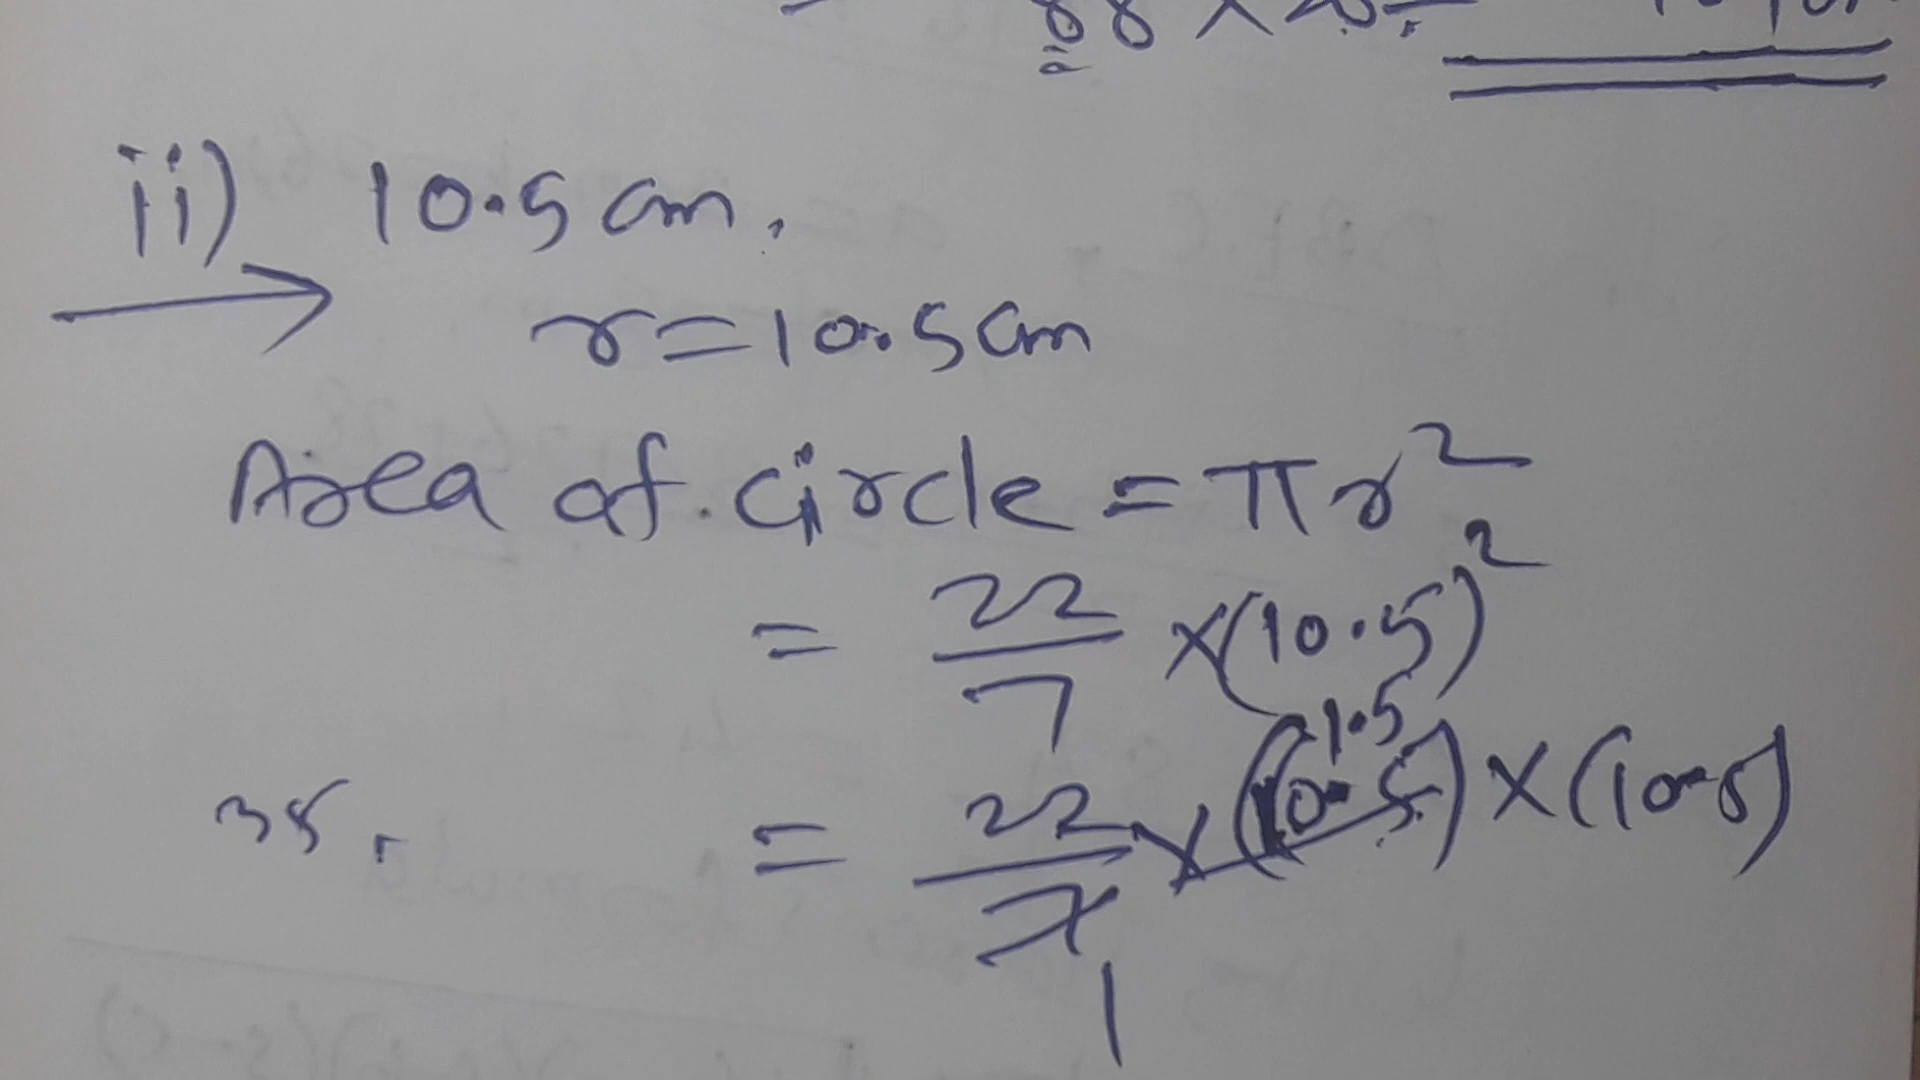 ii) 10.5 cm.
r = 10.5 cm
Area of circle = πr²
= 22/7 × (10.5)²
1.5
= 22/7 × (10.5) × (10.5)
1